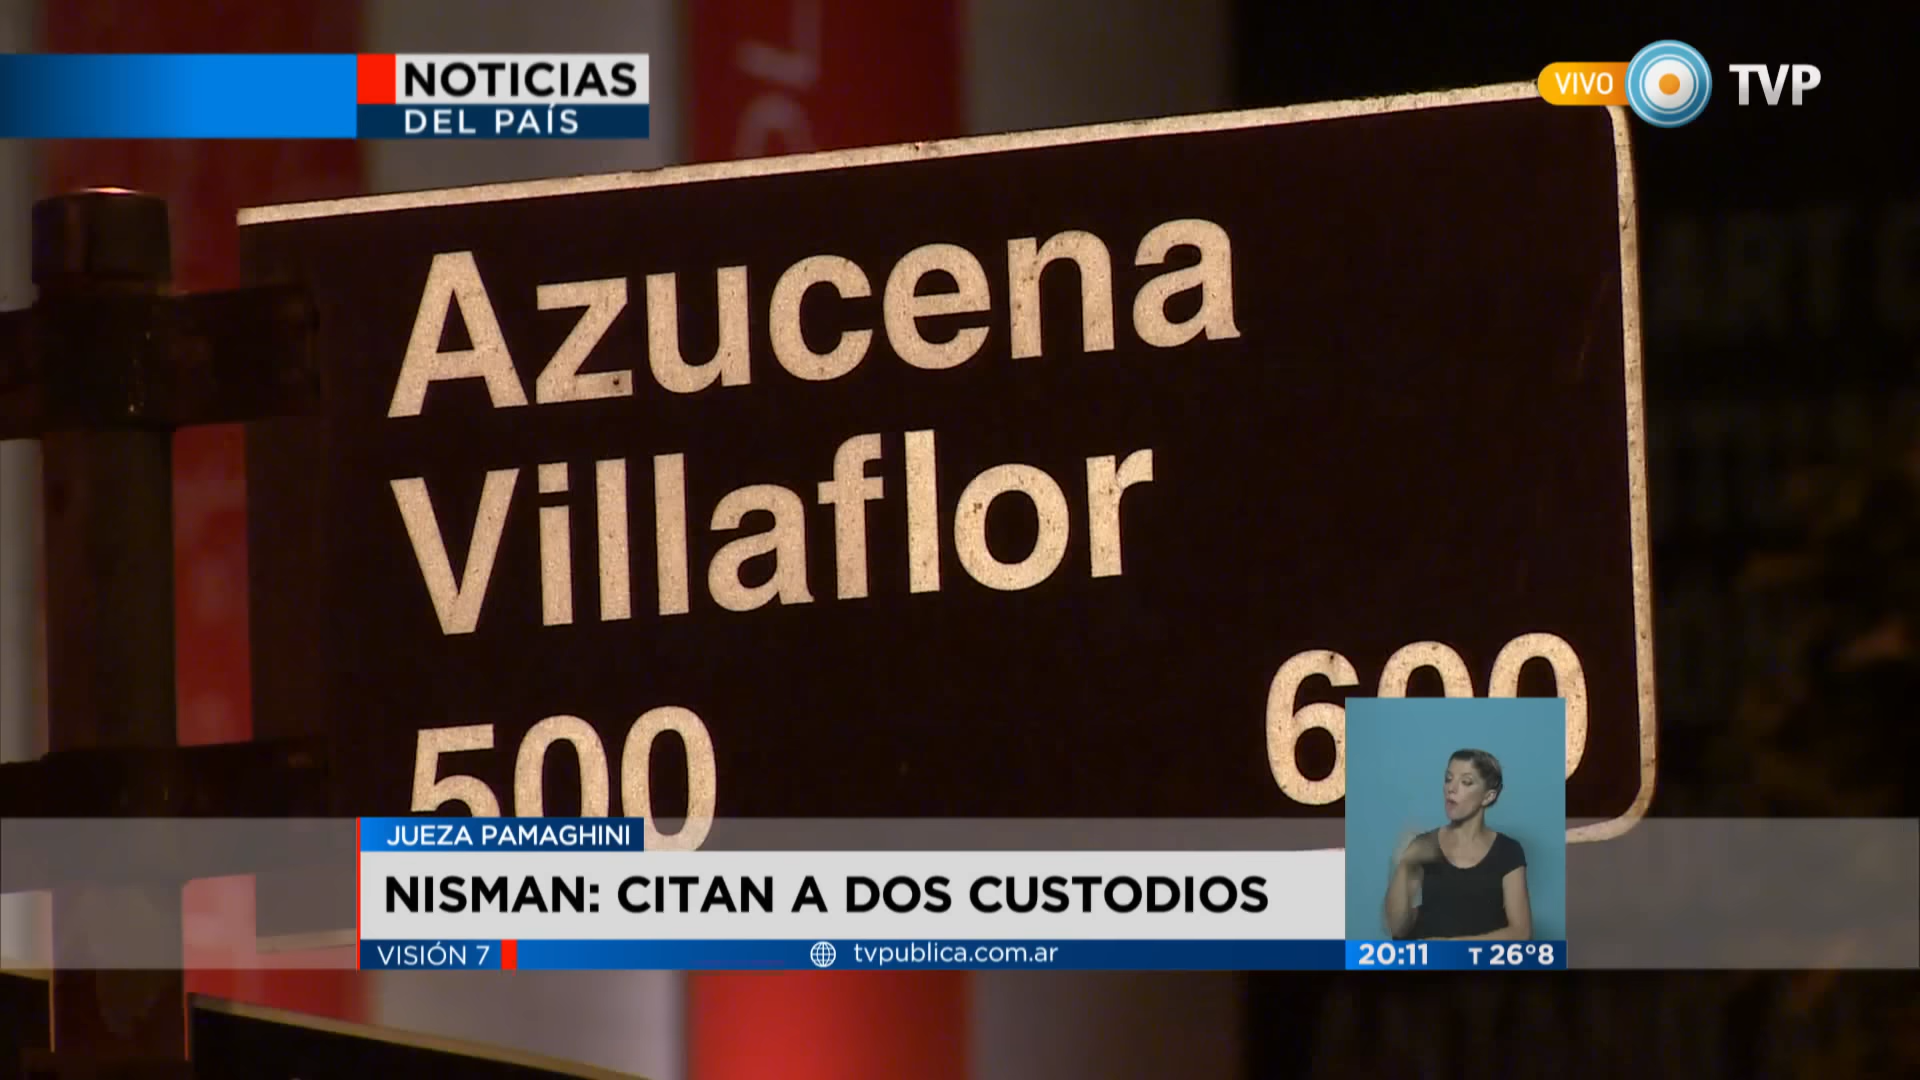 NOTICIAS
DEL PAÍS
VIVO
TVP
Azucena
Villaflor
500
600
JUEZA PAMAGHINI
NISMAN: CITAN A DOS CUSTODIOS
VISIÓN 7
tvpublica.com.ar
20:11
T 26°8